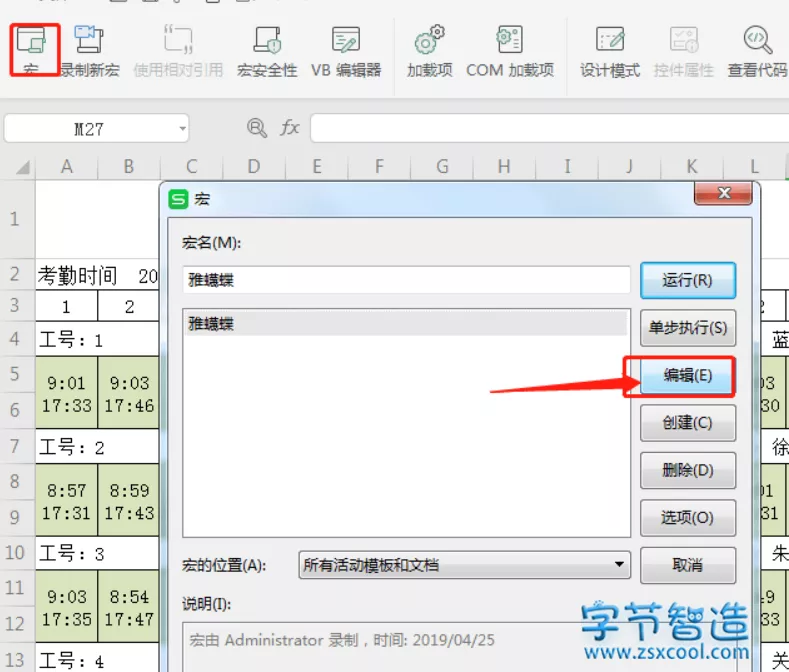 宏 录制新宏 使用相对引用 宏安全性 VB 编辑器 加载项 COM 加载项 设计模式 控件属性 查看代码
M27 fx
A B C D E F G H I J K L
宏
1
宏名(M):
2 考勤时间 20
雅蠛蝶 运行(R)
3 1 2 2
雅蠛蝶 单步执行(S)
4 工号: 1 蓝
5 9:01 9:03 编辑(E) 03
6 17:33 17:46 30
创建(C)
7 工号: 2 徐
8 8:57 8:59 删除(D) 01
9 17:31 17:43 31
选项(O)
10 工号: 3 朱
宏的位置(A): 所有活动模板和文档 取消
11 9:03 8:54 49
12 17:35 17:47 33
说明(I):
宏由 Administrator 录制，时间: 2019/04/25
字节智造
www.zsxcool.com
13 工号: 4 关